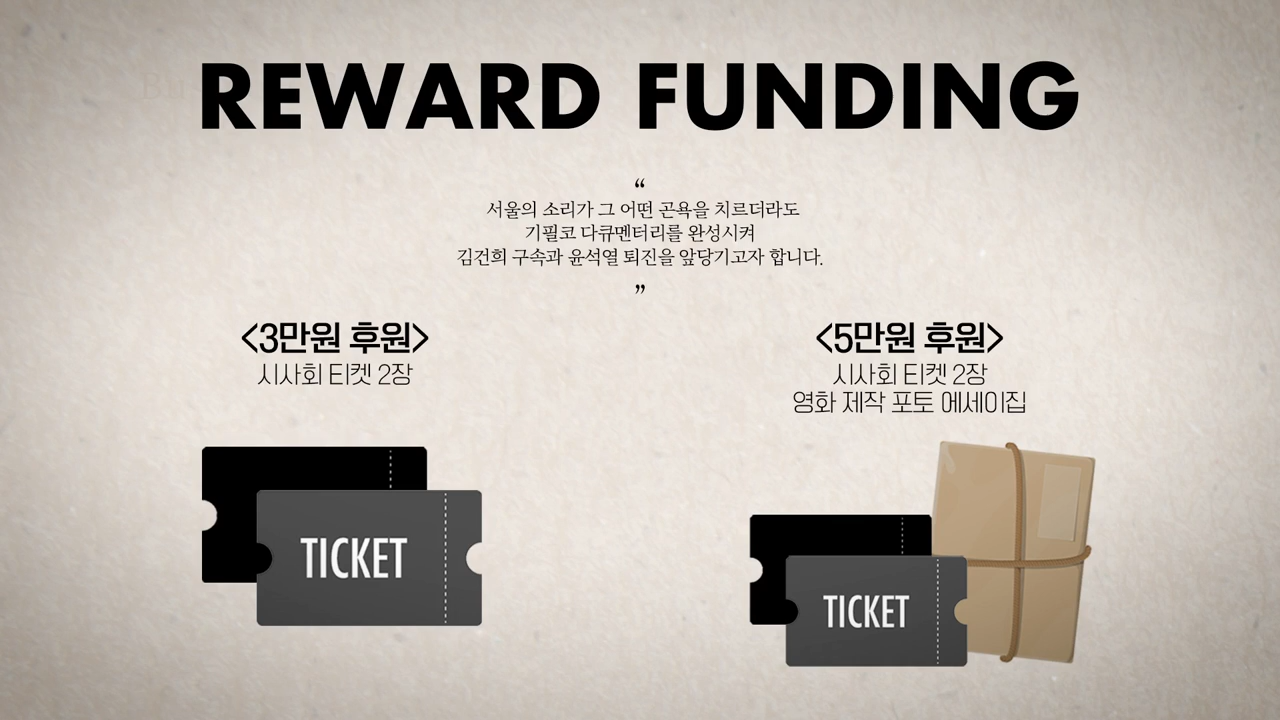 REWARD FUNDING
“
서울의 소리가 그 어떤 곤욕을 치르더라도
기필코 다큐멘터리를 완성시켜
김건희 구속과 윤석열 퇴진을 앞당기고자 합니다.
”
<3만원 후원>
시사회 티켓 2장
<5만원 후원>
시사회 티켓 2장
영화 제작 포토 에세이집
TICKET
TICKET